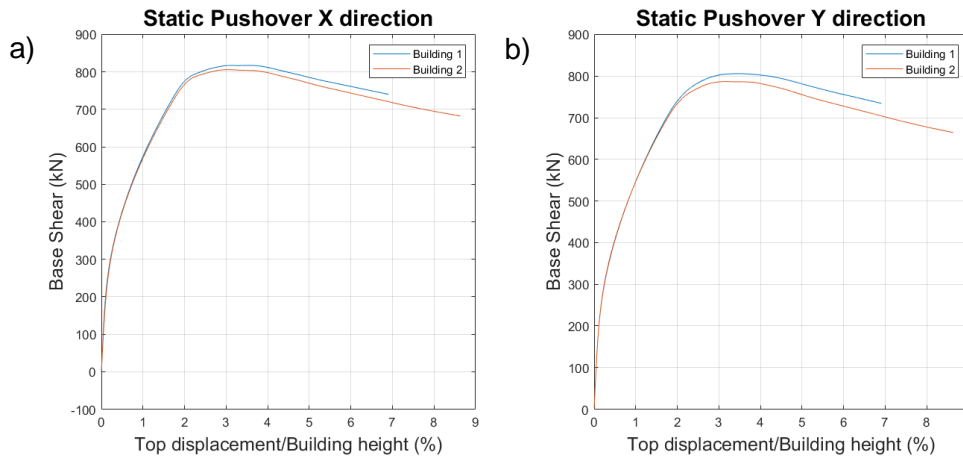 a)
Static Pushover X direction
Building 1
Building 2
Base Shear (kN)
900
800
700
600
500
400
300
200
100
0
-100
0 1 2 3 4 5 6 7 8 9
Top displacement/Building height (%)
b)
Static Pushover Y direction
Building 1
Building 2
Base Shear (kN)
900
800
700
600
500
400
300
200
100
0
0 1 2 3 4 5 6 7 8
Top displacement/Building height (%)